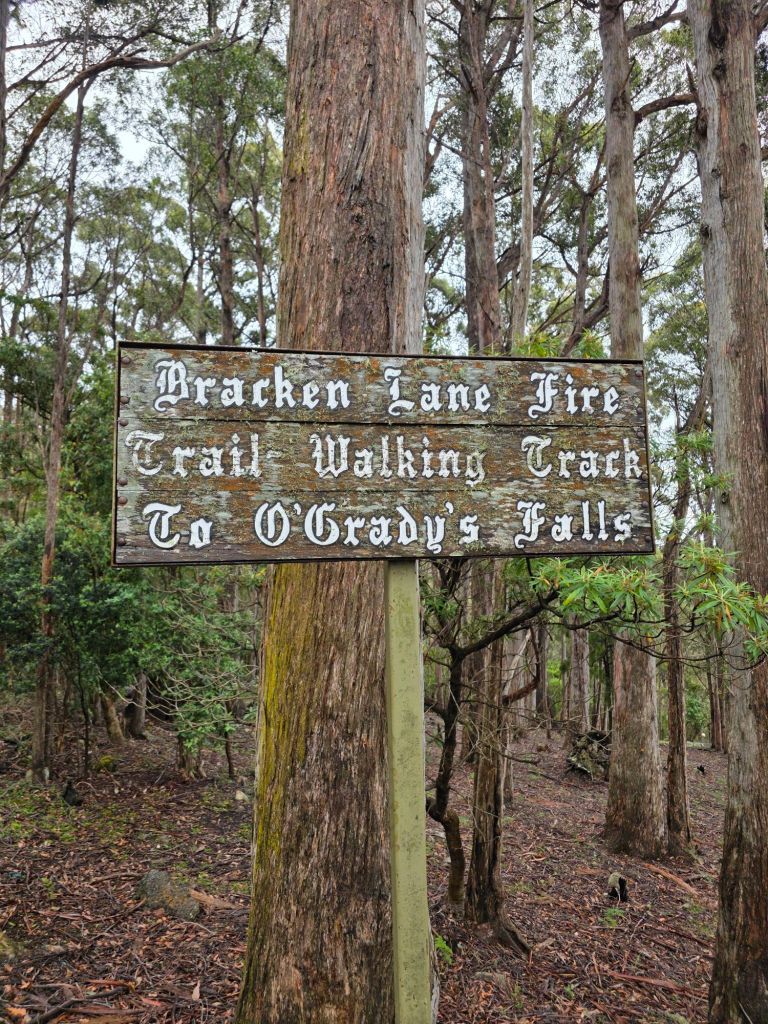 Bracken Lane Fire
Trail - Walking Track
To O'Grady's Falls